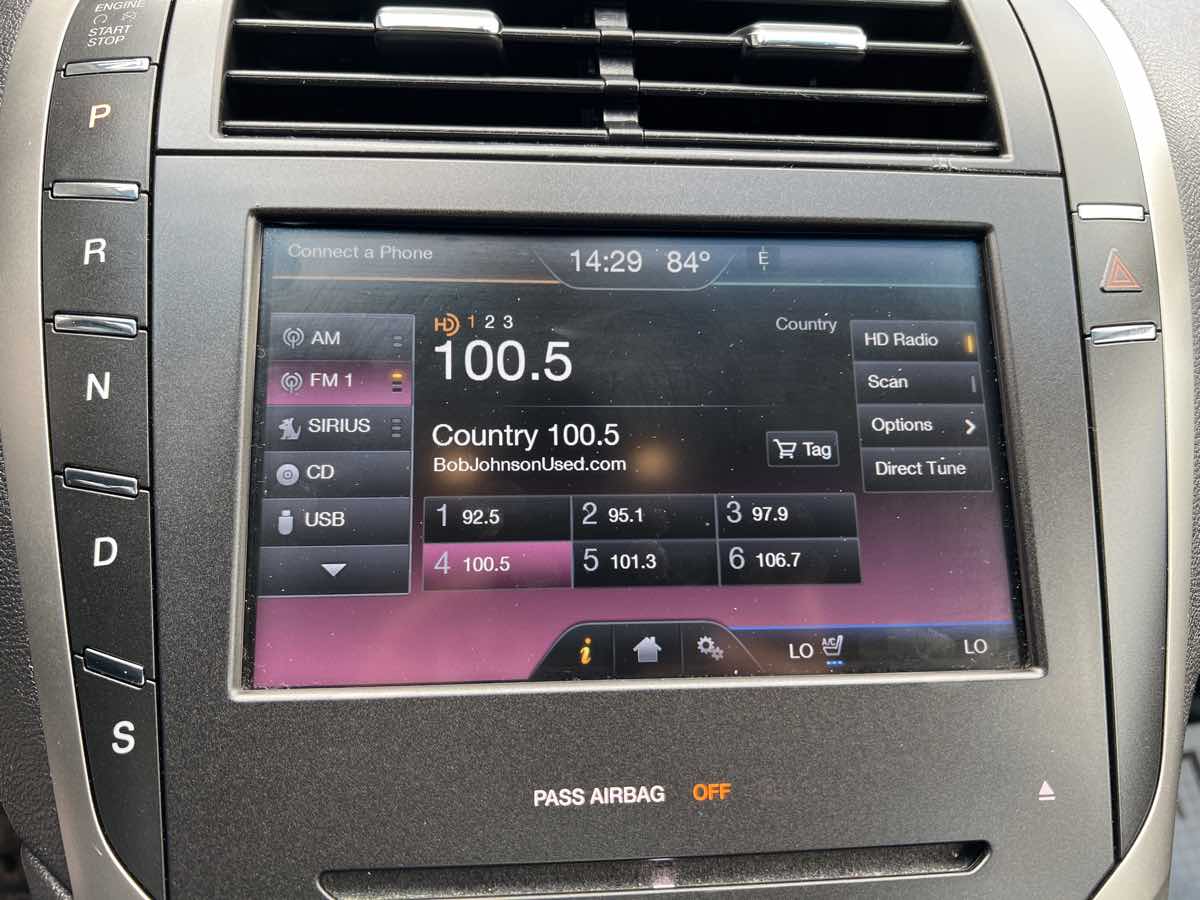 ENGINE
START
STOP
P
R
N
D
S
Connect a Phone
14:29 84° E
AM
FM 1
SIRIUS
CD
USB
HD 1 2 3
100.5
Country
Country 100.5
BobJohnsonUsed.com
Tag
HD Radio
Scan
Options
Direct Tune
1 92.5
2 95.1
3 97.9
4 100.5
5 101.3
6 106.7
i
LO A/C
LO
PASS AIRBAG OFF